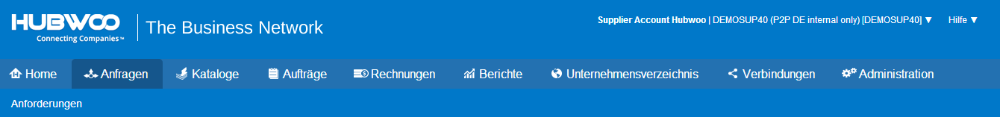 HUBWOO
Connecting Companies™
The Business Network
Supplier Account Hubwoo | DEMOSUP40 (P2P DE internal only) [DEMOSUP40] ▼ Hilfe ▼
Home Anfragen Kataloge Aufträge Rechnungen Berichte Unternehmensverzeichnis Verbindungen Administration
Anforderungen